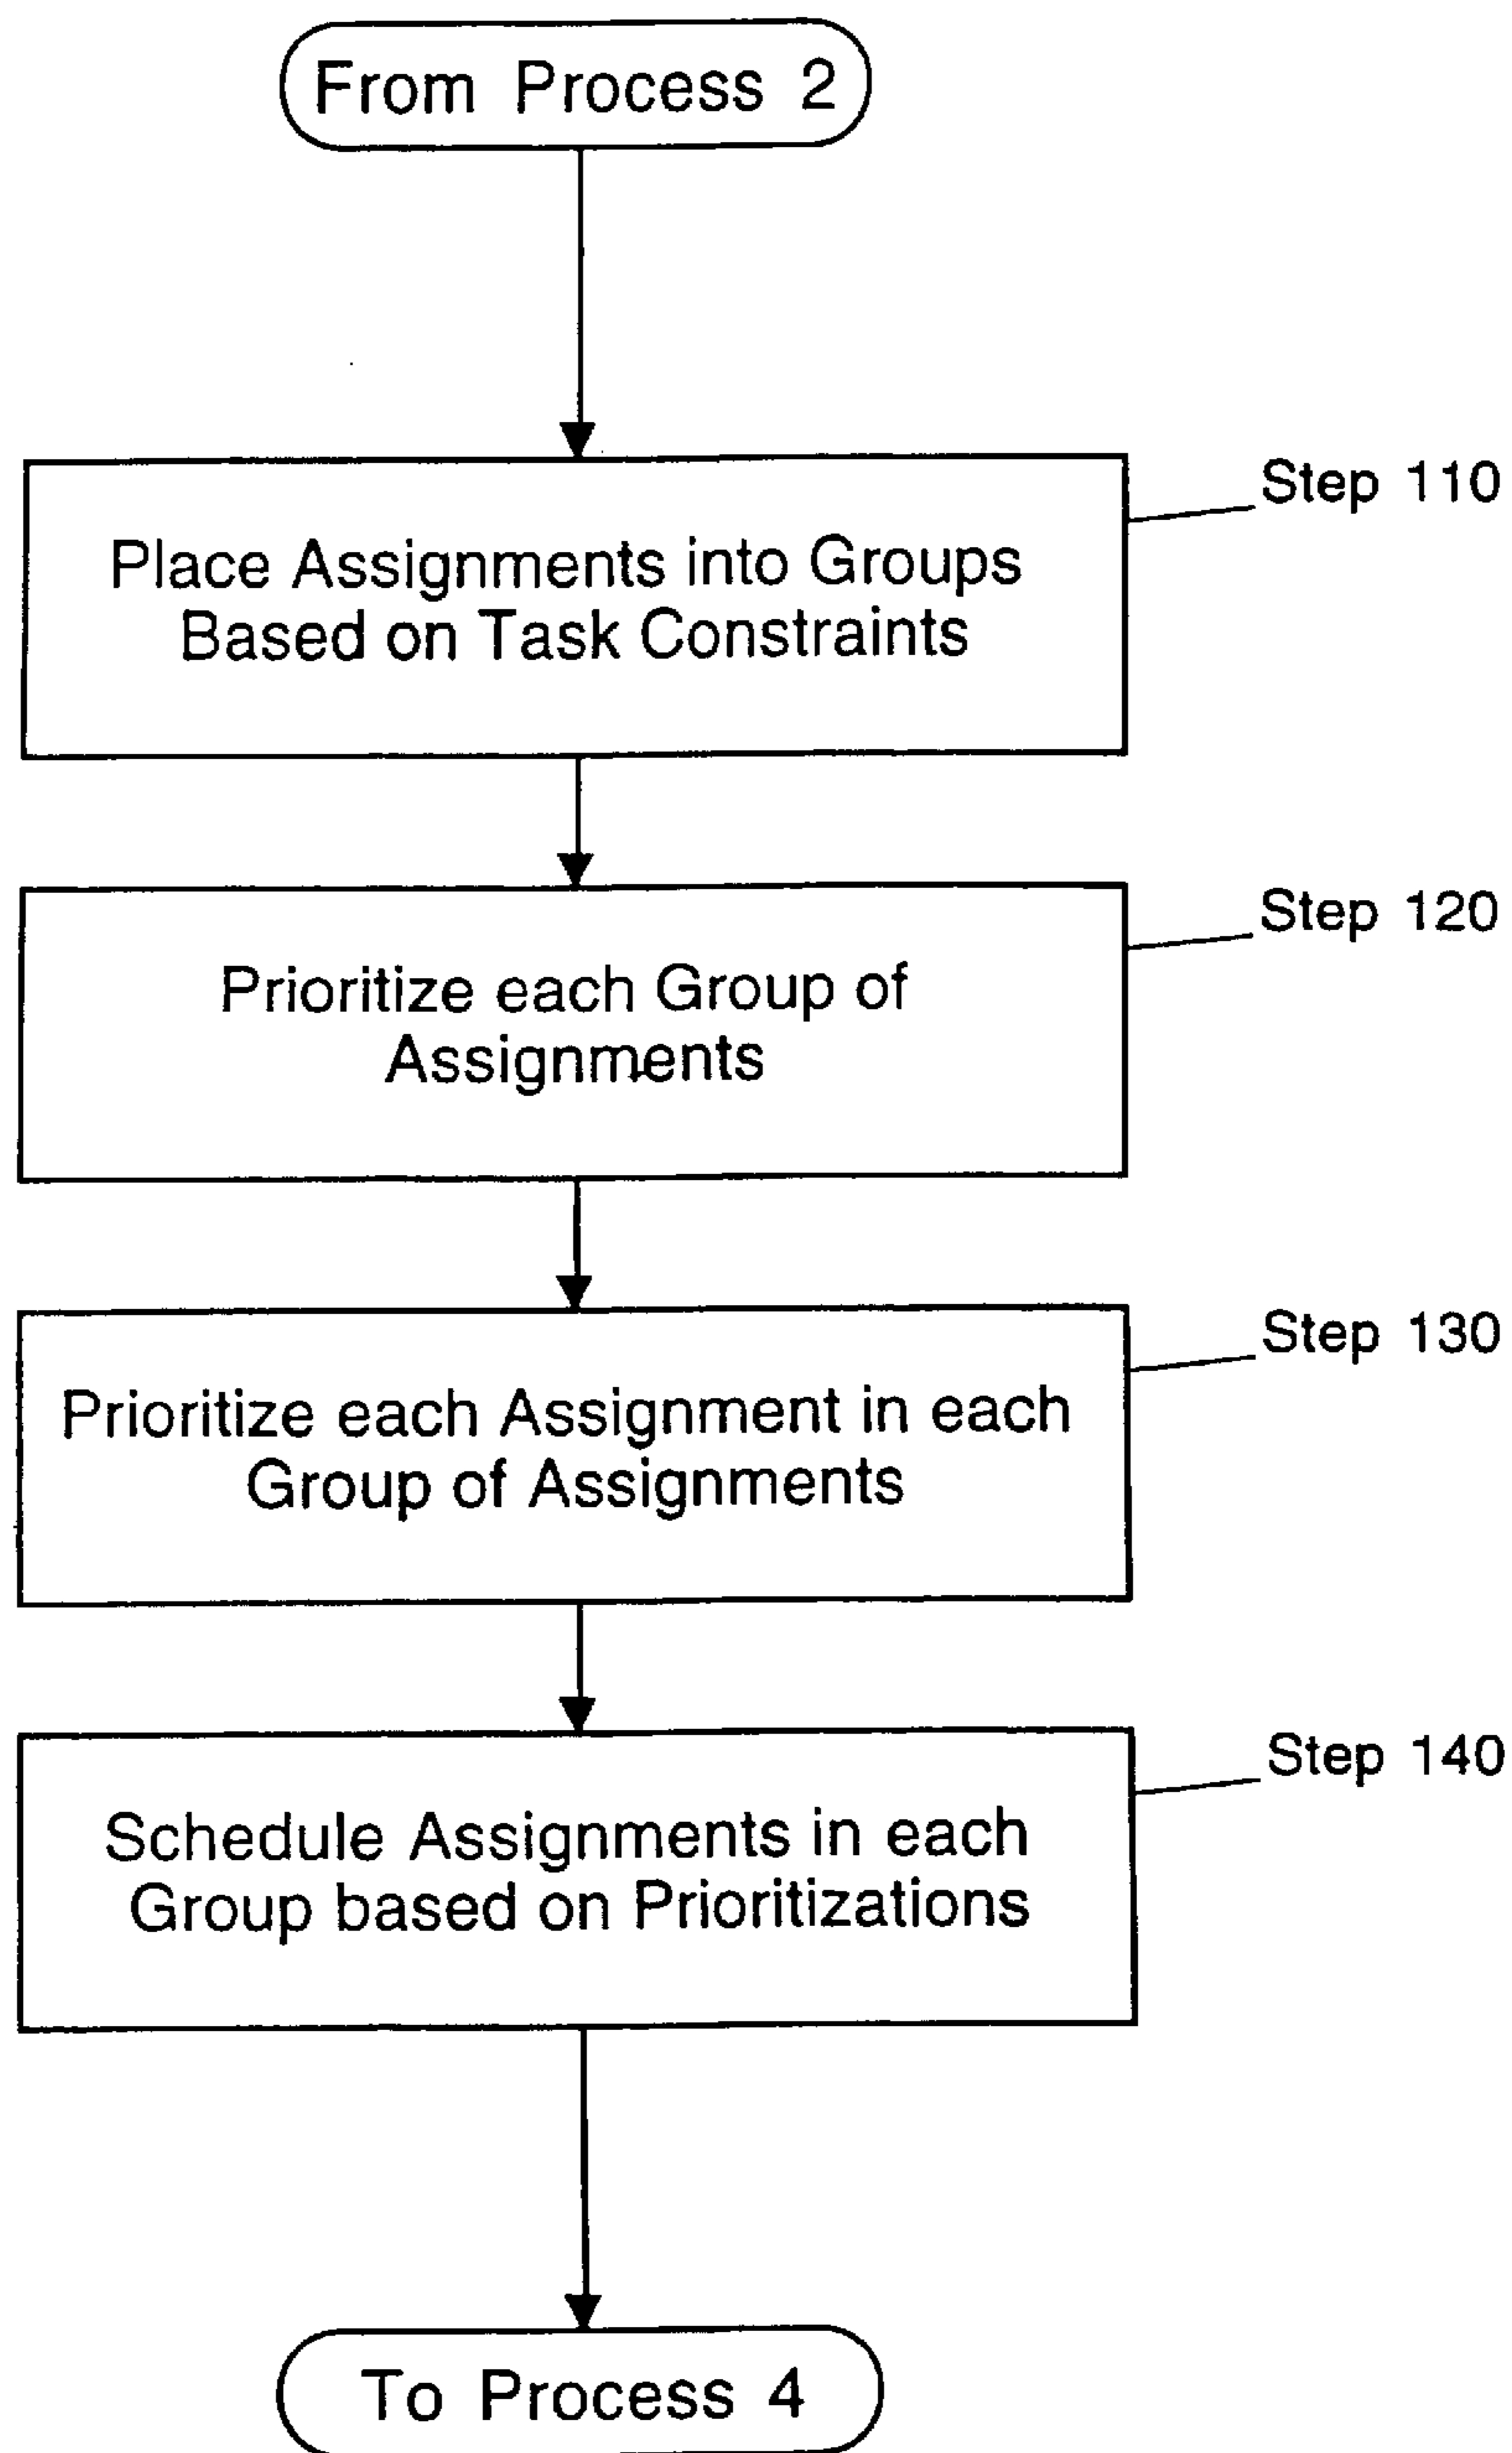 From Process 2
Step 110
Place Assignments into Groups
Based on Task Constraints
Step 120
Prioritize each Group of
Assignments
Step 130
Prioritize each Assignment in each
Group of Assignments
Step 140
Schedule Assignments in each
Group based on Prioritizations
To Process 4